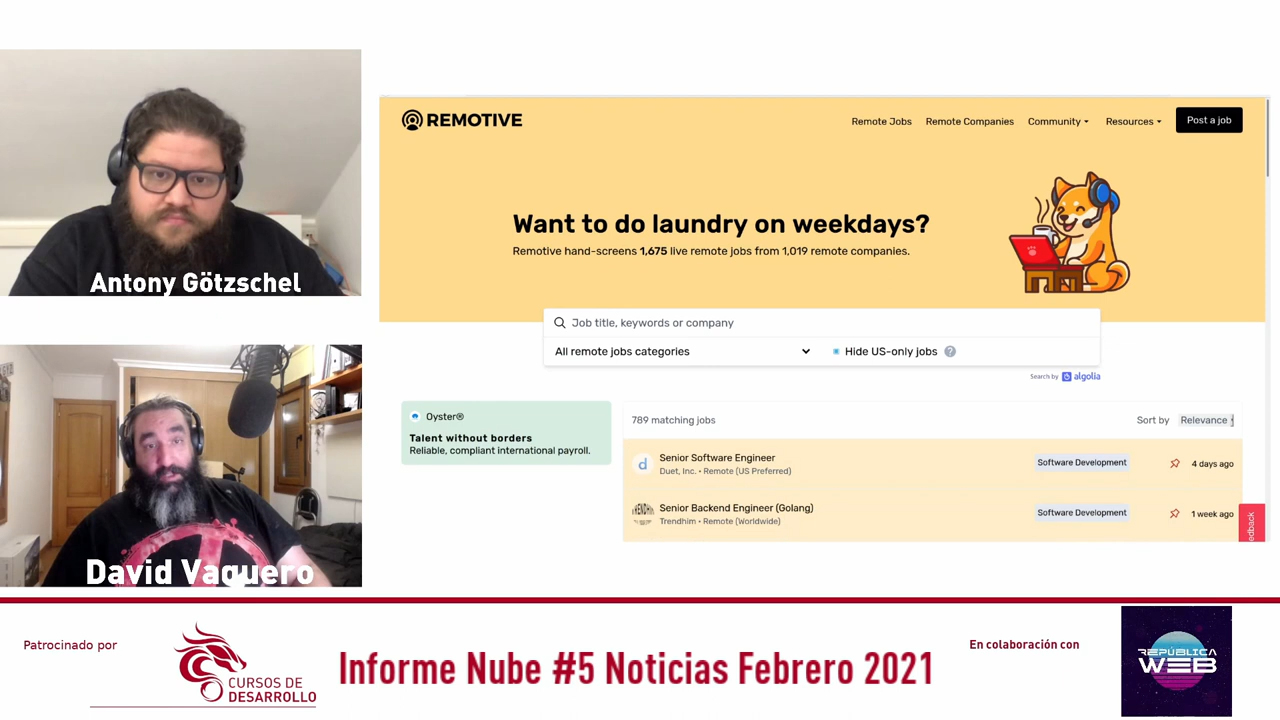 Antony Götzschel
David Vaquero
REMOTIVE
Remote Jobs Remote Companies Community Resources Post a job
Want to do laundry on weekdays?
Remotive hand-screens 1,675 live remote jobs from 1,019 remote companies.
Job title, keywords or company
All remote jobs categories Hide US-only jobs ?
Search by algolia
Oyster®
Talent without borders
Reliable, compliant international payroll.
789 matching jobs Sort by Relevance
d
Senior Software Engineer
Duet, Inc. • Remote (US Preferred)
Software Development 4 days ago
Senior Backend Engineer (Golang)
Trendhim • Remote (Worldwide)
Software Development 1 week ago
edback
Patrocinado por
CURSOS DE
DESARROLLO
Informe Nube #5 Noticias Febrero 2021
En colaboración con
REPÚBLICA
WEB